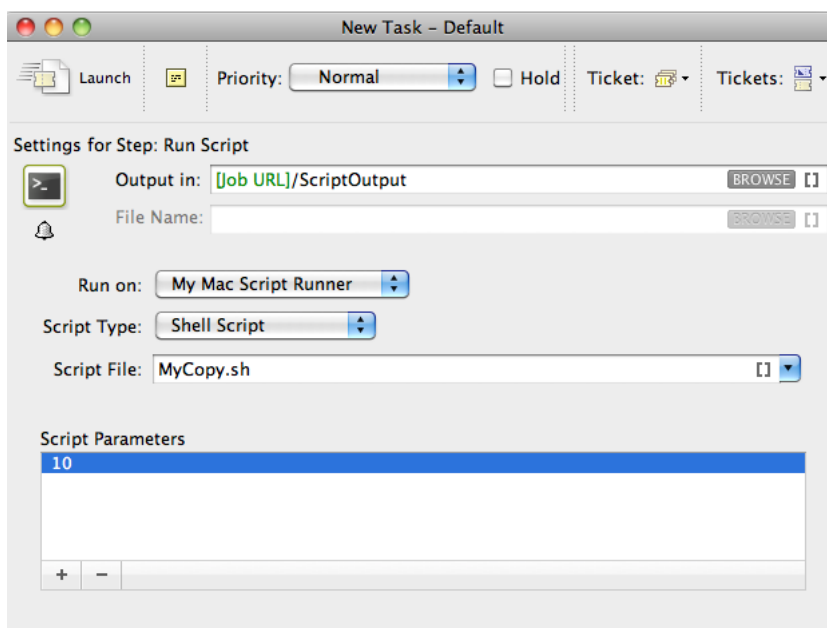 New Task – Default
Launch Priority: Normal Hold Ticket: Tickets:
Settings for Step: Run Script
Output in: [Job URL]/ScriptOutput BROWSE []
File Name: BROWSE []
Run on: My Mac Script Runner
Script Type: Shell Script
Script File: MyCopy.sh []
Script Parameters
10
+ −